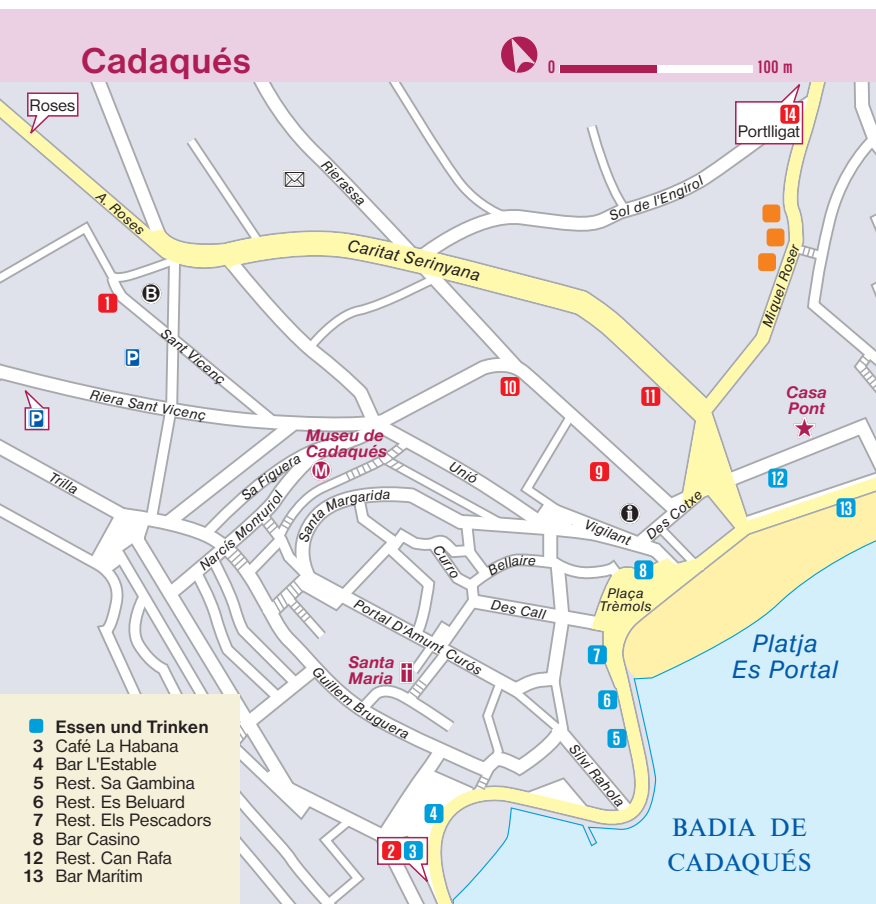 Cadaqués
0 100 m
Roses
14
Portlligat
A. Roses
Rierassa
Sol de l'Engirol
Caritat Serinyana
Miquel Roser
1
B
P
Sant Vicenç
Riera Sant Vicenç
P
10
11
Casa
Pont
Museu de
Cadaqués
M
Sa Figuera
Unió
9
12
13
Trilla
Narcís Monturiol
Santa Margarida
i
Vigilant
Des Cotxe
Curro
Bellaire
8
Plaça
Trèmols
Des Call
Portal D'Amunt Curós
Platja
Es Portal
7
Santa
Maria
6
5
Guillem Bruguera
Silvi Rahola
4
2 3
BADIA DE
CADAQUÉS
Essen und Trinken
3 Café La Habana
4 Bar L'Estable
5 Rest. Sa Gambina
6 Rest. Es Beluard
7 Rest. Els Pescadors
8 Bar Casino
12 Rest. Can Rafa
13 Bar Marítim